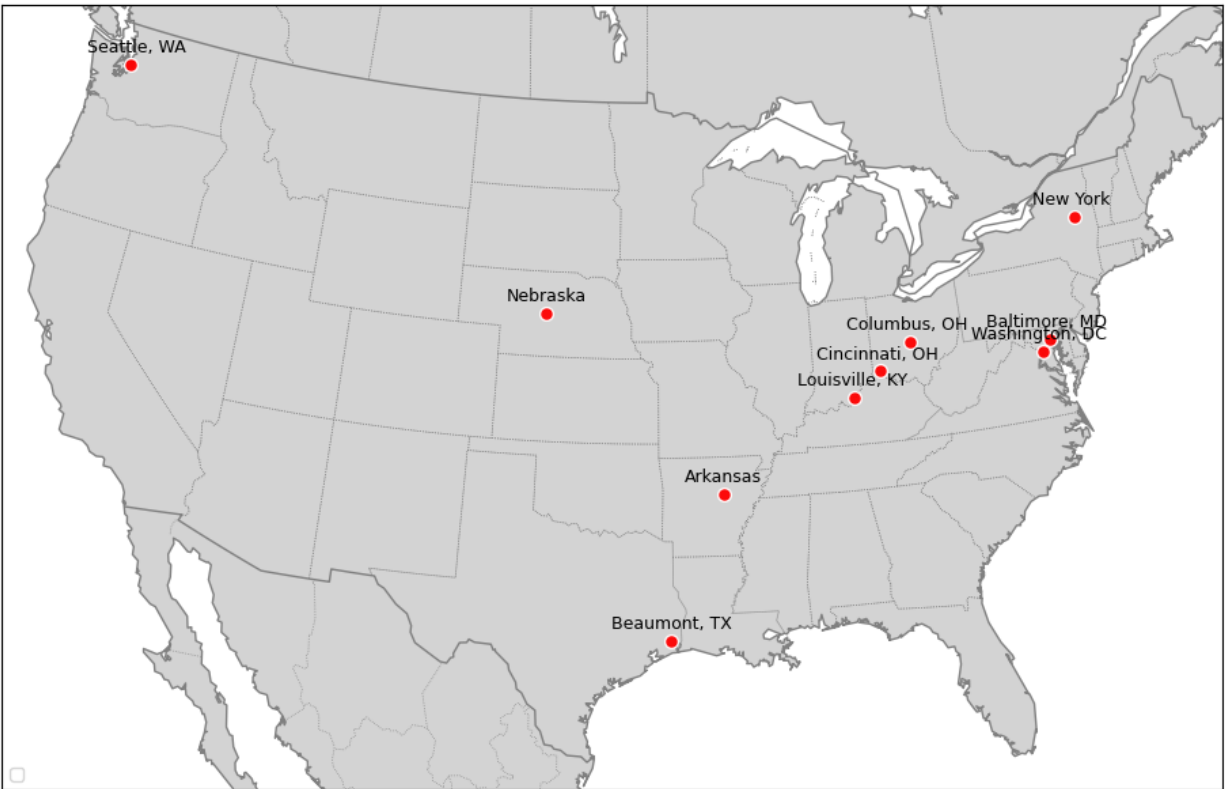 Seattle, WA
New York
Nebraska
Baltimore, MD
Columbus, OH
Washington, DC
Cincinnati, OH
Louisville, KY
Arkansas
Beaumont, TX